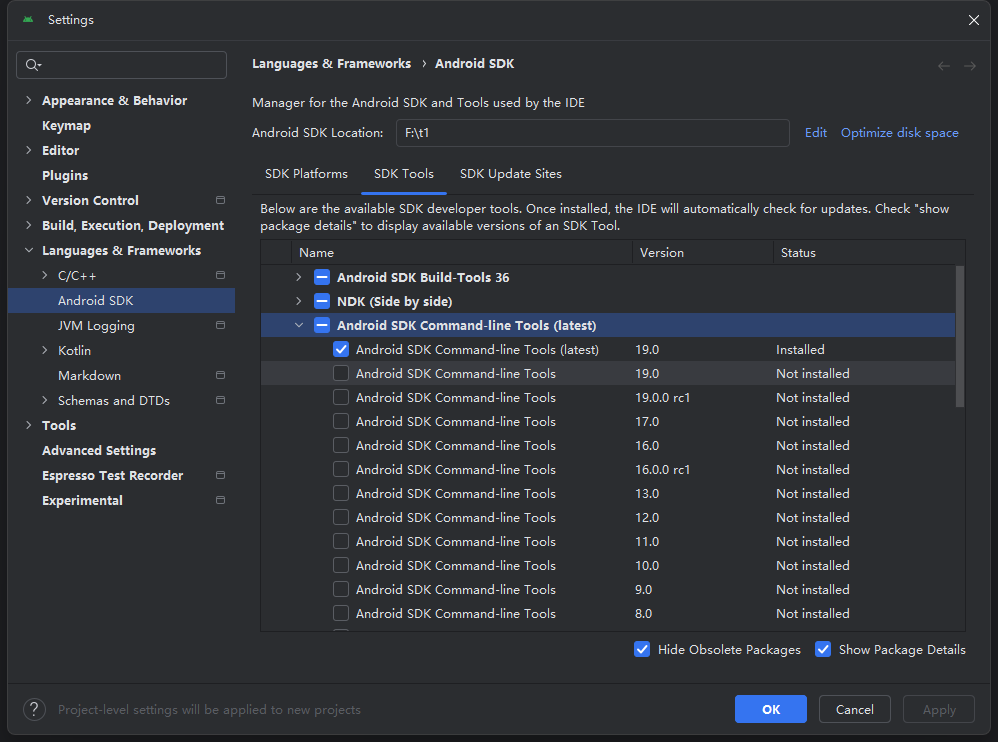 Settings
Languages & Frameworks › Android SDK
Appearance & Behavior
Keymap
Editor
Plugins
Version Control
Build, Execution, Deployment
Languages & Frameworks
C/C++
Android SDK
JVM Logging
Kotlin
Markdown
Schemas and DTDs
Tools
Advanced Settings
Espresso Test Recorder
Experimental
Manager for the Android SDK and Tools used by the IDE
Android SDK Location: F:\t1 Edit Optimize disk space
SDK Platforms SDK Tools SDK Update Sites
Below are the available SDK developer tools. Once installed, the IDE will automatically check for updates. Check "show
package details" to display available versions of an SDK Tool.
Name Version Status
Android SDK Build-Tools 36
NDK (Side by side)
Android SDK Command-line Tools (latest)
Android SDK Command-line Tools (latest) 19.0 Installed
Android SDK Command-line Tools 19.0 Not installed
Android SDK Command-line Tools 19.0.0 rc1 Not installed
Android SDK Command-line Tools 17.0 Not installed
Android SDK Command-line Tools 16.0 Not installed
Android SDK Command-line Tools 16.0.0 rc1 Not installed
Android SDK Command-line Tools 13.0 Not installed
Android SDK Command-line Tools 12.0 Not installed
Android SDK Command-line Tools 11.0 Not installed
Android SDK Command-line Tools 10.0 Not installed
Android SDK Command-line Tools 9.0 Not installed
Android SDK Command-line Tools 8.0 Not installed
Hide Obsolete Packages Show Package Details
? Project-level settings will be applied to new projects
OK Cancel Apply